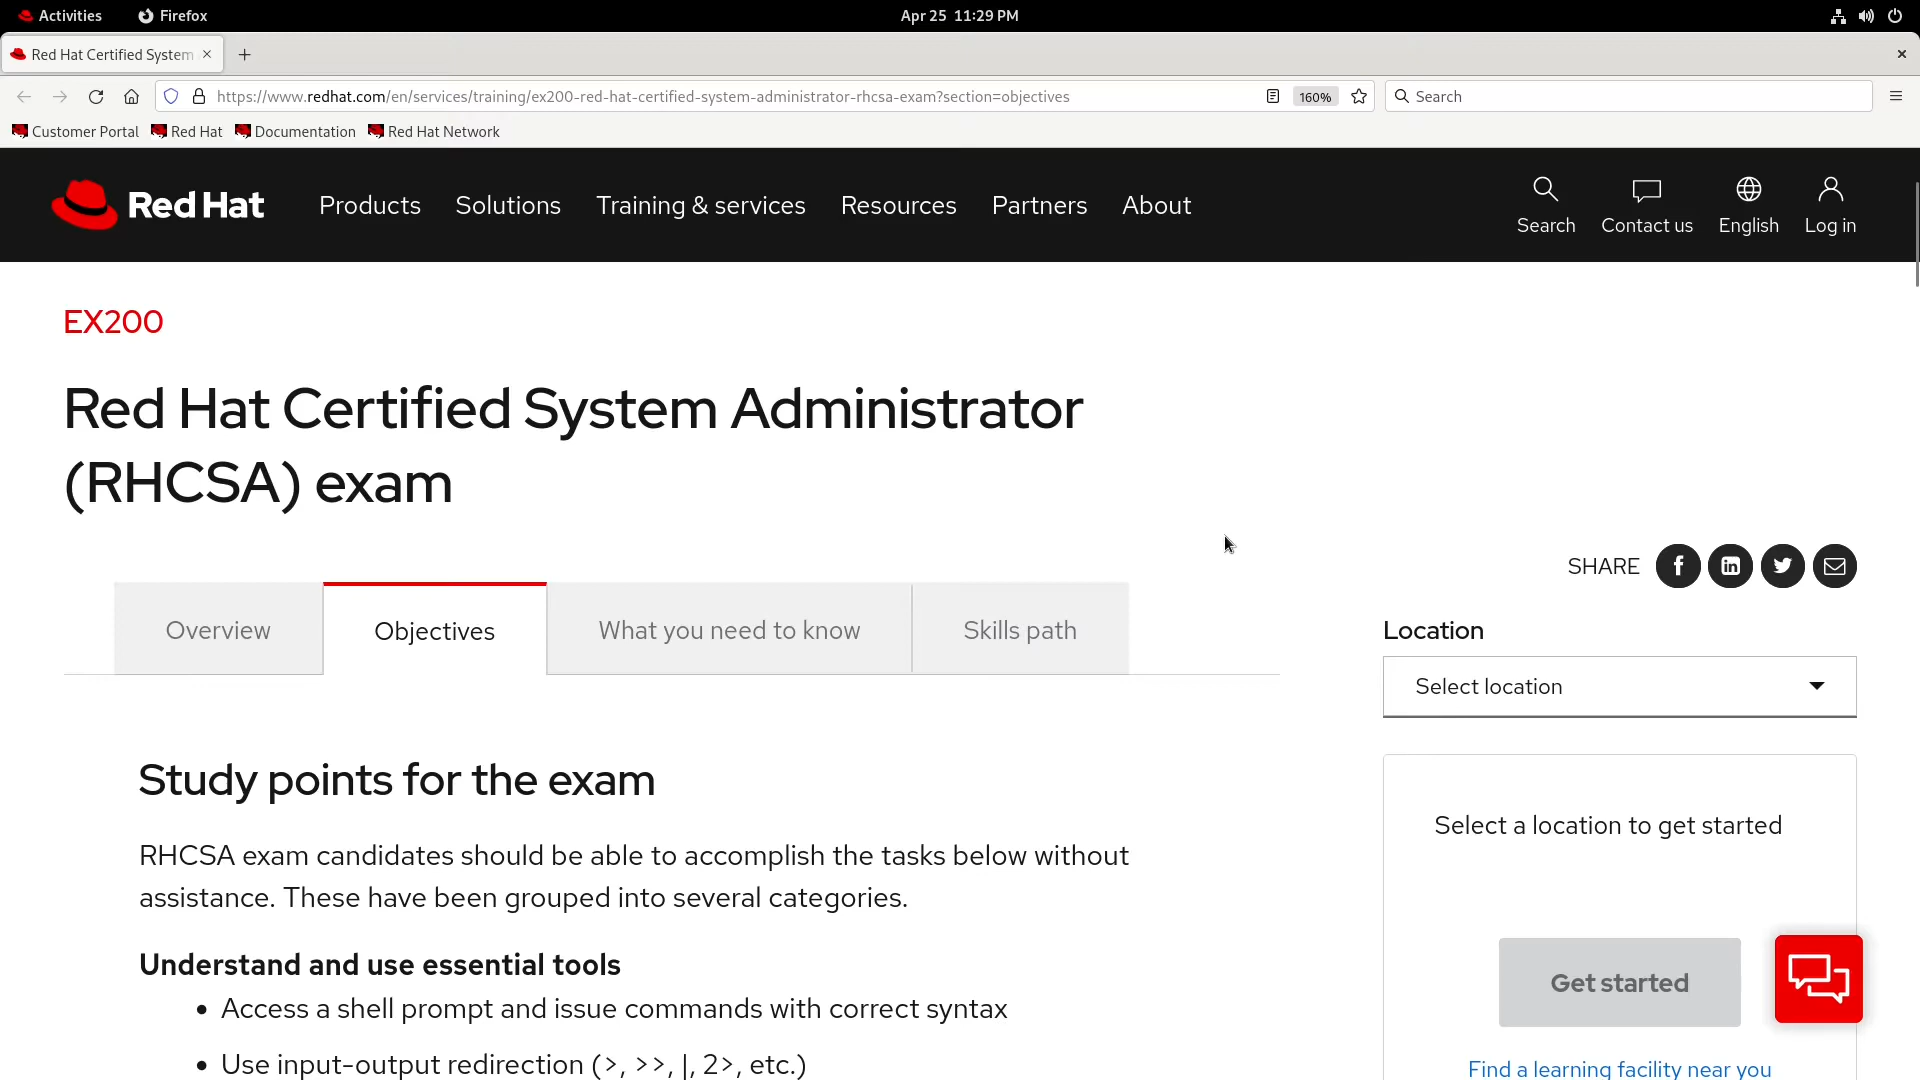 Activities Firefox Apr 25 11:29 PM
Red Hat Certified System
https://www.redhat.com/en/services/training/ex200-red-hat-certified-system-administrator-rhcsa-exam?section=objectives 160% Search
Customer Portal Red Hat Documentation Red Hat Network
Red Hat Products Solutions Training & services Resources Partners About Search Contact us English Log in
EX200
Red Hat Certified System Administrator
(RHCSA) exam
SHARE
Overview Objectives What you need to know Skills path
Location
Select location
Study points for the exam
Select a location to get started
RHCSA exam candidates should be able to accomplish the tasks below without
assistance. These have been grouped into several categories.
Understand and use essential tools
Get started
• Access a shell prompt and issue commands with correct syntax
• Use input-output redirection (>, >>, |, 2>, etc.)
Find a learning facility near you